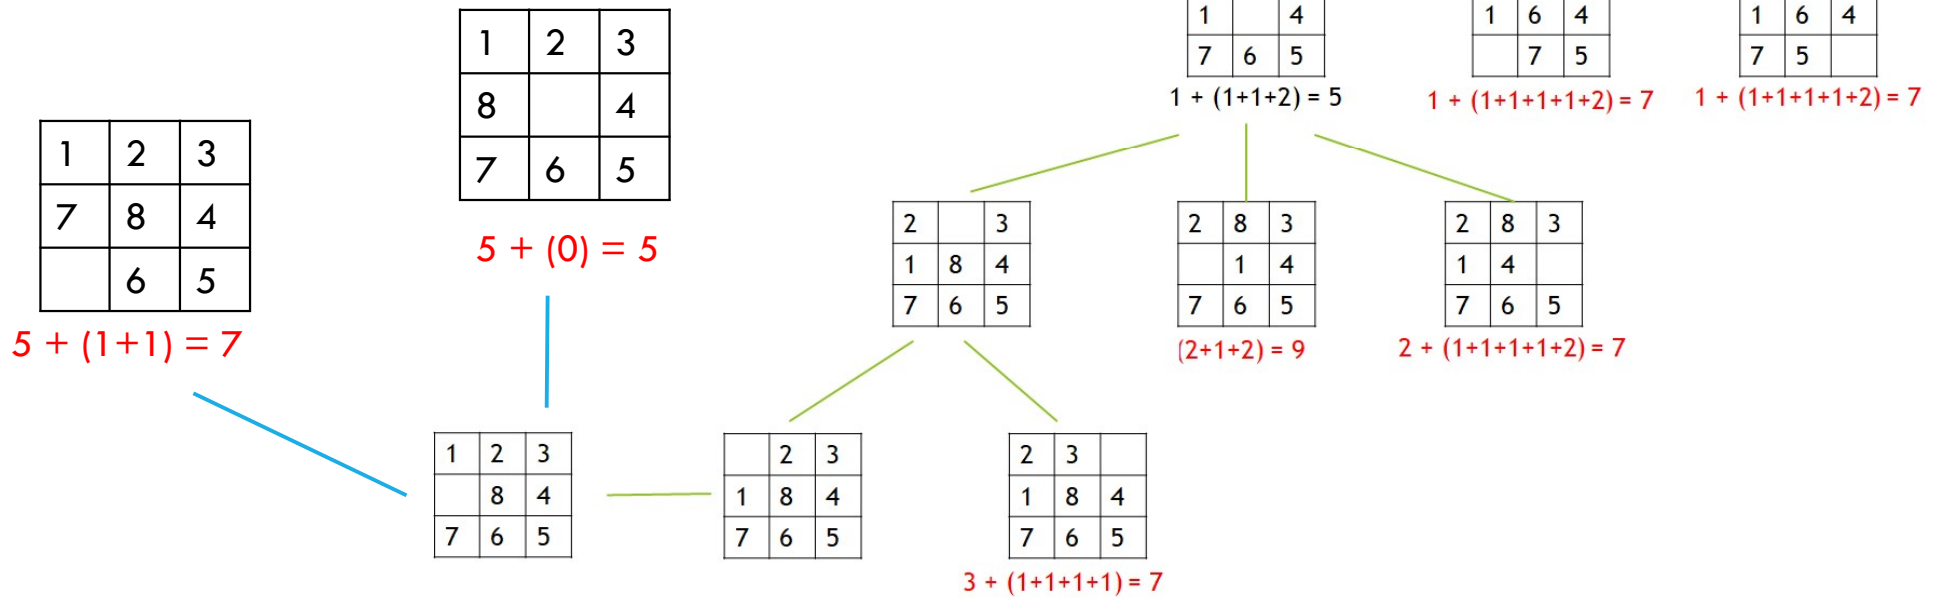 1 2 3
8 4
7 6 5
5 + (0) = 5
1 2 3
7 8 4
6 5
5 + (1+1) = 7
1 4
7 6 5
1 + (1+1+2) = 5
1 6 4
7 5
1 + (1+1+1+1+2) = 7
1 6 4
7 5
1 + (1+1+1+1+2) = 7
2 3
1 8 4
7 6 5
2 8 3
1 4
7 6 5
(2+1+2) = 9
2 8 3
1 4
7 6 5
2 + (1+1+1+1+2) = 7
1 2 3
8 4
7 6 5
2 3
1 8 4
7 6 5
2 3
1 8 4
7 6 5
3 + (1+1+1+1) = 7